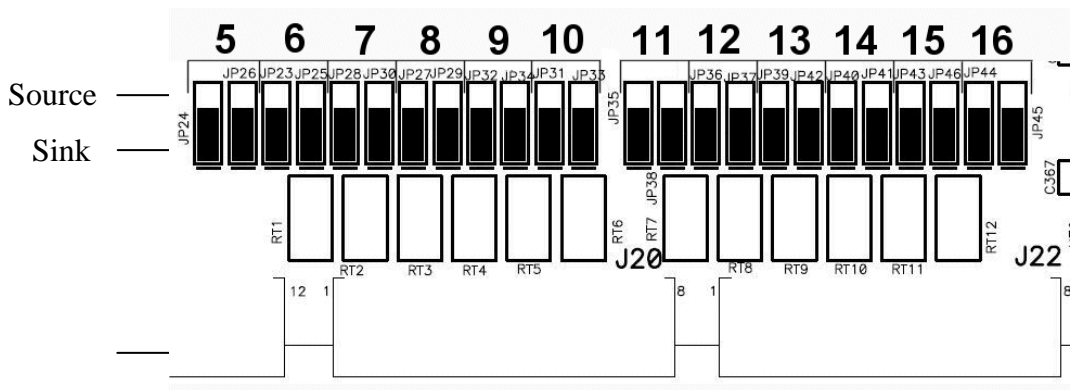 5 6 7 8 9 10 11 12 13 14 15 16
JP26 JP23 JP25 JP28 JP30 JP27 JP29 JP32 JP34 JP31 JP33 JP36 JP37 JP39 JP42 JP40 JP41 JP43 JP46 JP44
Source
JP24 JP35 JP45
Sink
JP38 C367
RT1 RT6 RT7 RT12
J20 J22
RT2 RT3 RT4 RT5 RT8 RT9 RT10 RT11
12 1 8 1 8